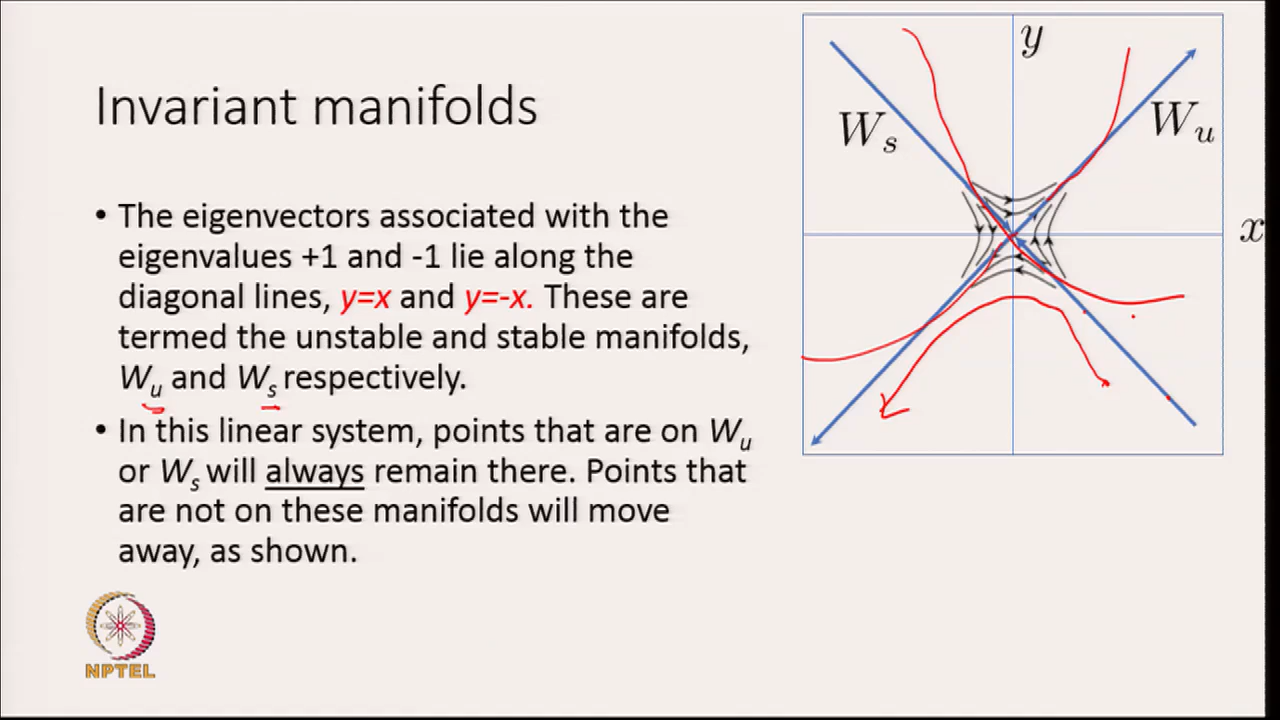 Invariant manifolds
• The eigenvectors associated with the
eigenvalues +1 and -1 lie along the
diagonal lines, y=x and y=-x. These are
termed the unstable and stable manifolds,
Wu and Ws respectively.
• In this linear system, points that are on Wu
or Ws will always remain there. Points that
are not on these manifolds will move
away, as shown.
y
Ws
Wu
x
NPTEL